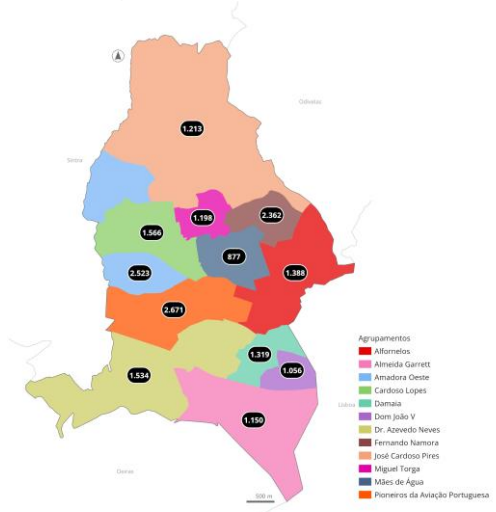 Odivelas
1.213
Sintra
2.362
1.198
1.566
877
1.388
2.523
2.671
1.319
1.056
1.534
1.150
Lisboa
Oeiras
500 m
Agrupamentos
Alfornelos
Almeida Garrett
Amadora Oeste
Cardoso Lopes
Damaia
Dom João V
Dr. Azevedo Neves
Fernando Namora
José Cardoso Pires
Miguel Torga
Mães de Água
Pioneiros da Aviação Portuguesa